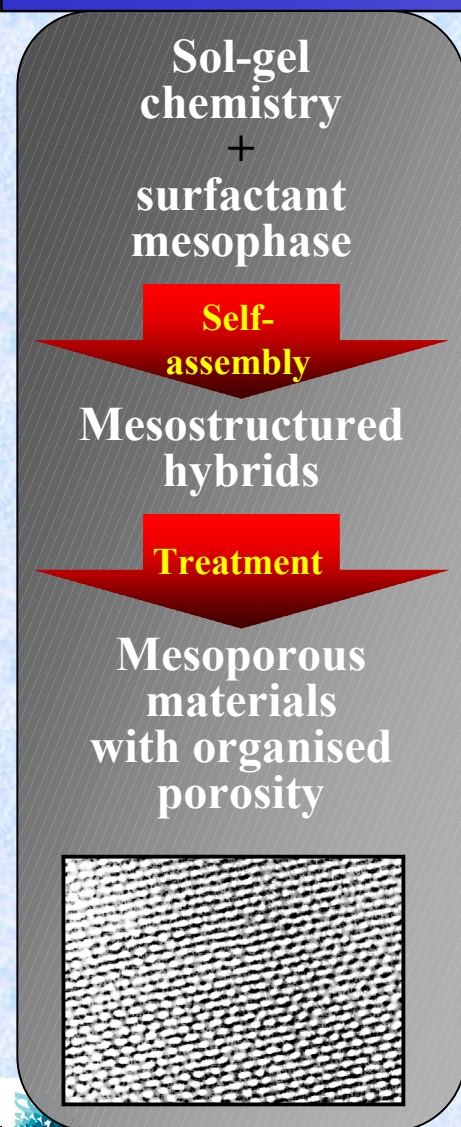 Sol-gel
chemistry
+
surfactant
mesophase
Self-
assembly
Mesostructured
hybrids
Treatment
Mesoporous
materials
with organised
porosity